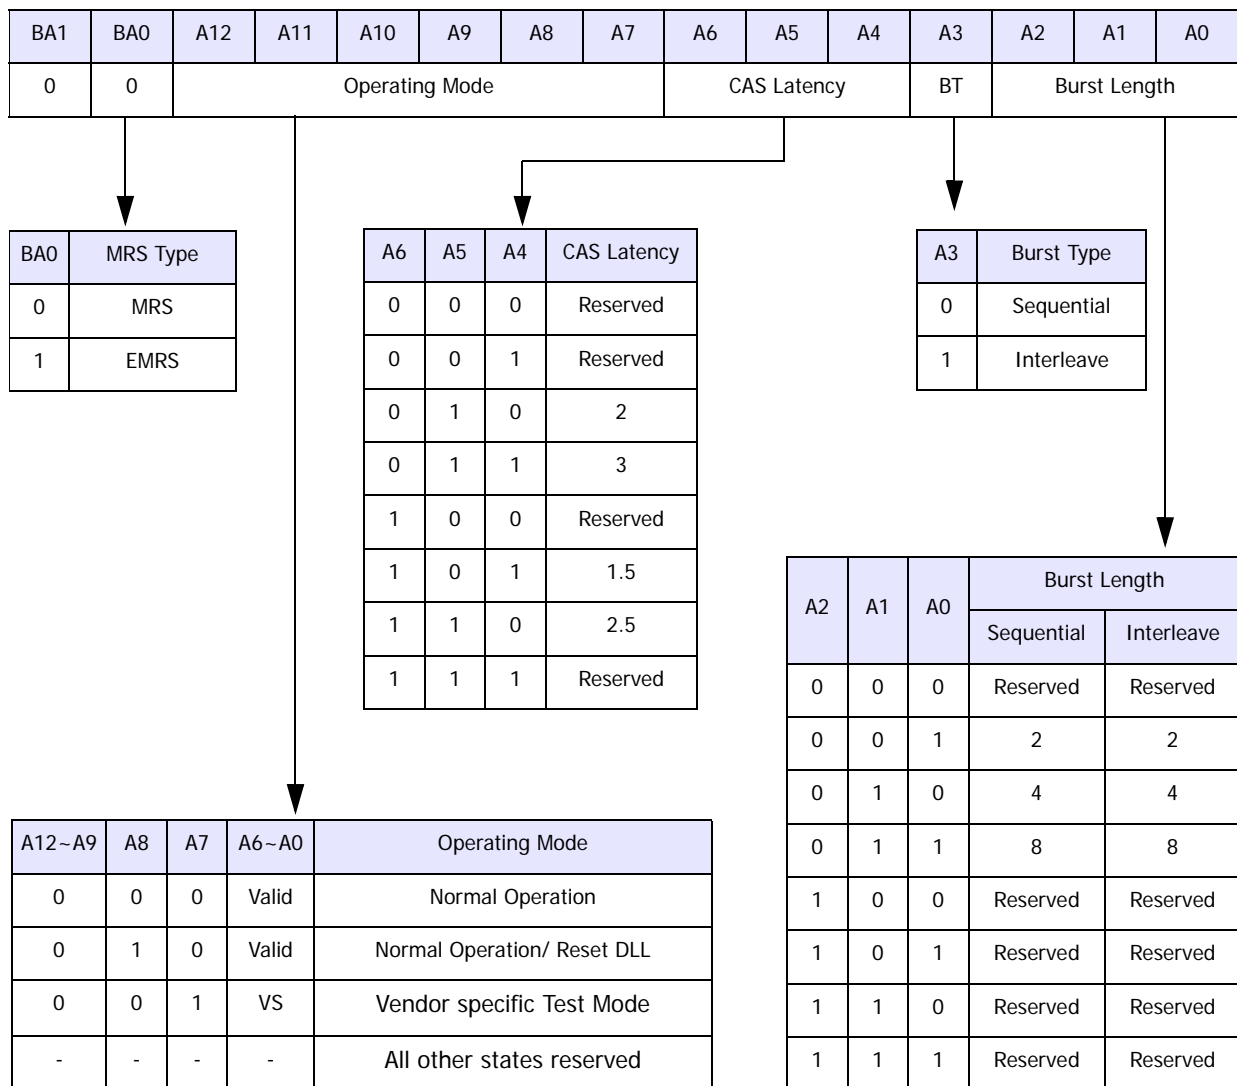 BA1 BA0 A12 A11 A10 A9 A8 A7 A6 A5 A4 A3 A2 A1 A0
0 0 Operating Mode CAS Latency BT Burst Length
BA0 MRS Type
0 MRS
1 EMRS
A6 A5 A4 CAS Latency
0 0 0 Reserved
0 0 1 Reserved
0 1 0 2
0 1 1 3
1 0 0 Reserved
1 0 1 1.5
1 1 0 2.5
1 1 1 Reserved
A3 Burst Type
0 Sequential
1 Interleave
A2 A1 A0 Burst Length
Sequential Interleave
0 0 0 Reserved Reserved
0 0 1 2 2
0 1 0 4 4
0 1 1 8 8
1 0 0 Reserved Reserved
1 0 1 Reserved Reserved
1 1 0 Reserved Reserved
1 1 1 Reserved Reserved
A12~A9 A8 A7 A6~A0 Operating Mode
0 0 0 Valid Normal Operation
0 1 0 Valid Normal Operation/ Reset DLL
0 0 1 VS Vendor specific Test Mode
- - - - All other states reserved